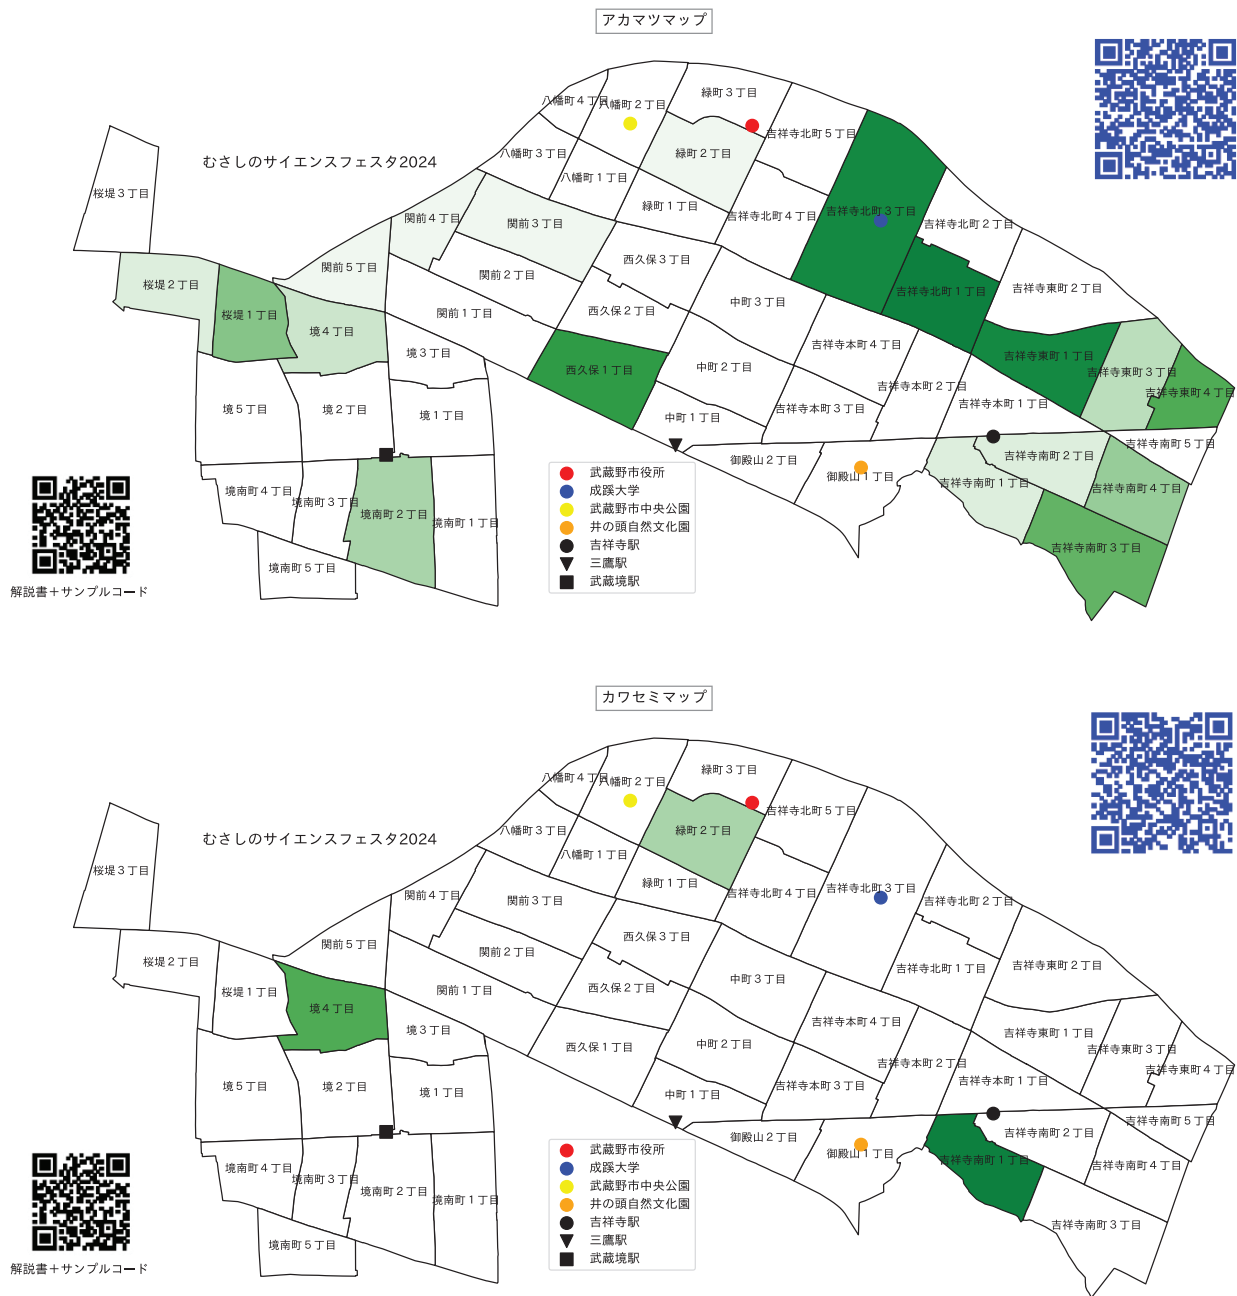 アカマツマップ
むさしのサイエンスフェスタ2024
八幡町４丁目
八幡町２丁目
緑町３丁目
吉祥寺北町５丁目
八幡町３丁目
緑町２丁目
八幡町１丁目
桜堤３丁目
緑町１丁目
吉祥寺北町４丁目
吉祥寺北町３丁目
吉祥寺北町２丁目
関前４丁目
関前３丁目
西久保３丁目
関前５丁目
関前２丁目
桜堤２丁目
吉祥寺北町１丁目
吉祥寺東町２丁目
中町３丁目
桜堤１丁目
関前１丁目
西久保２丁目
境４丁目
吉祥寺本町４丁目
境３丁目
吉祥寺東町１丁目
西久保１丁目
中町２丁目
吉祥寺東町３丁目
吉祥寺本町２丁目
吉祥寺東町４丁目
境５丁目
境２丁目
境１丁目
中町１丁目
吉祥寺本町３丁目
吉祥寺本町１丁目
吉祥寺南町５丁目
御殿山２丁目
吉祥寺南町２丁目
御殿山１丁目
吉祥寺南町１丁目
吉祥寺南町４丁目
境南町４丁目
境南町３丁目
境南町２丁目
境南町１丁目
吉祥寺南町３丁目
境南町５丁目
武蔵野市役所
成蹊大学
武蔵野市中央公園
井の頭自然文化園
吉祥寺駅
三鷹駅
武蔵境駅
解説書＋サンプルコード
カワセミマップ
むさしのサイエンスフェスタ2024
八幡町４丁目
八幡町２丁目
緑町３丁目
吉祥寺北町５丁目
八幡町３丁目
緑町２丁目
八幡町１丁目
桜堤３丁目
緑町１丁目
吉祥寺北町４丁目
吉祥寺北町３丁目
吉祥寺北町２丁目
関前４丁目
関前３丁目
西久保３丁目
関前５丁目
関前２丁目
桜堤２丁目
吉祥寺北町１丁目
吉祥寺東町２丁目
中町３丁目
桜堤１丁目
関前１丁目
西久保２丁目
境４丁目
吉祥寺本町４丁目
境３丁目
吉祥寺東町１丁目
西久保１丁目
中町２丁目
吉祥寺東町３丁目
吉祥寺本町２丁目
吉祥寺東町４丁目
境５丁目
境２丁目
境１丁目
中町１丁目
吉祥寺本町３丁目
吉祥寺本町１丁目
吉祥寺南町５丁目
御殿山２丁目
吉祥寺南町２丁目
御殿山１丁目
吉祥寺南町１丁目
吉祥寺南町４丁目
境南町４丁目
境南町３丁目
境南町２丁目
境南町１丁目
吉祥寺南町３丁目
境南町５丁目
武蔵野市役所
成蹊大学
武蔵野市中央公園
井の頭自然文化園
吉祥寺駅
三鷹駅
武蔵境駅
解説書＋サンプルコード